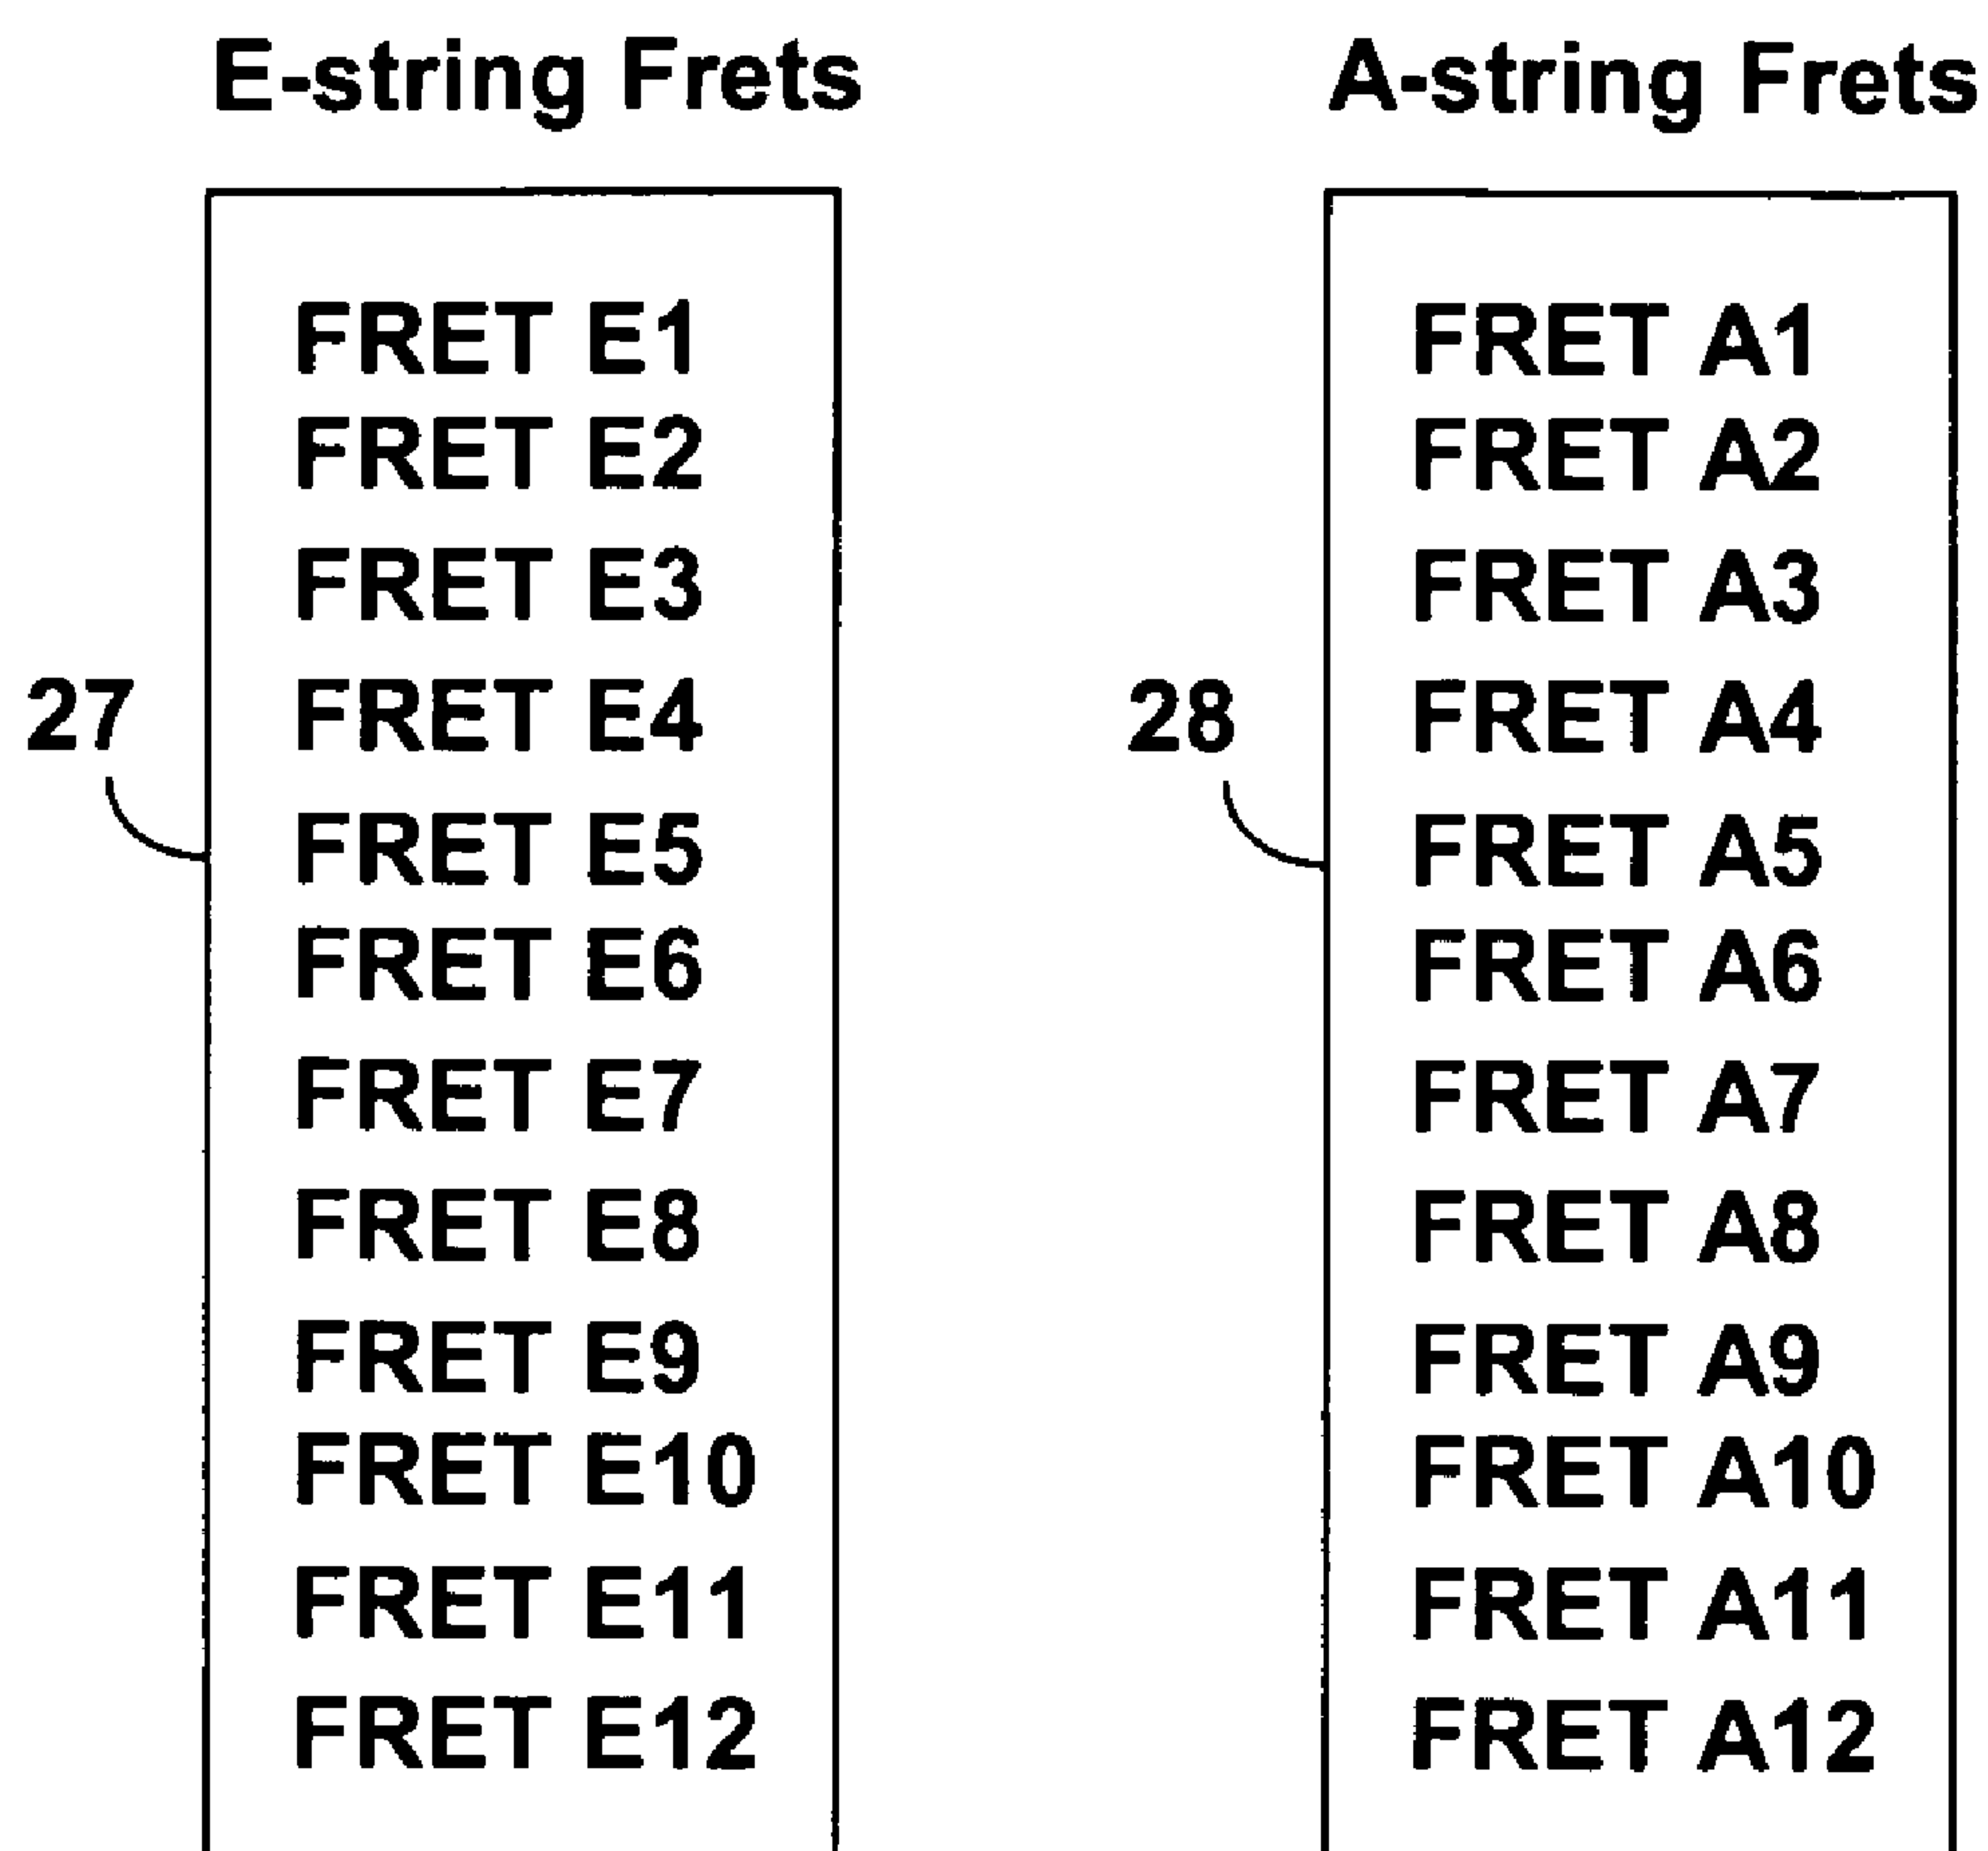 E-string Frets
FRET E1
FRET E2
FRET E3
FRET E4
27
FRET E5
FRET E6
FRET E7
FRET E8
FRET E9
FRET E10
FRET E11
FRET E12
A-string Frets
FRET A1
FRET A2
FRET A3
FRET A4
28
FRET A5
FRET A6
FRET A7
FRET A8
FRET A9
FRET A10
FRET A11
FRET A12